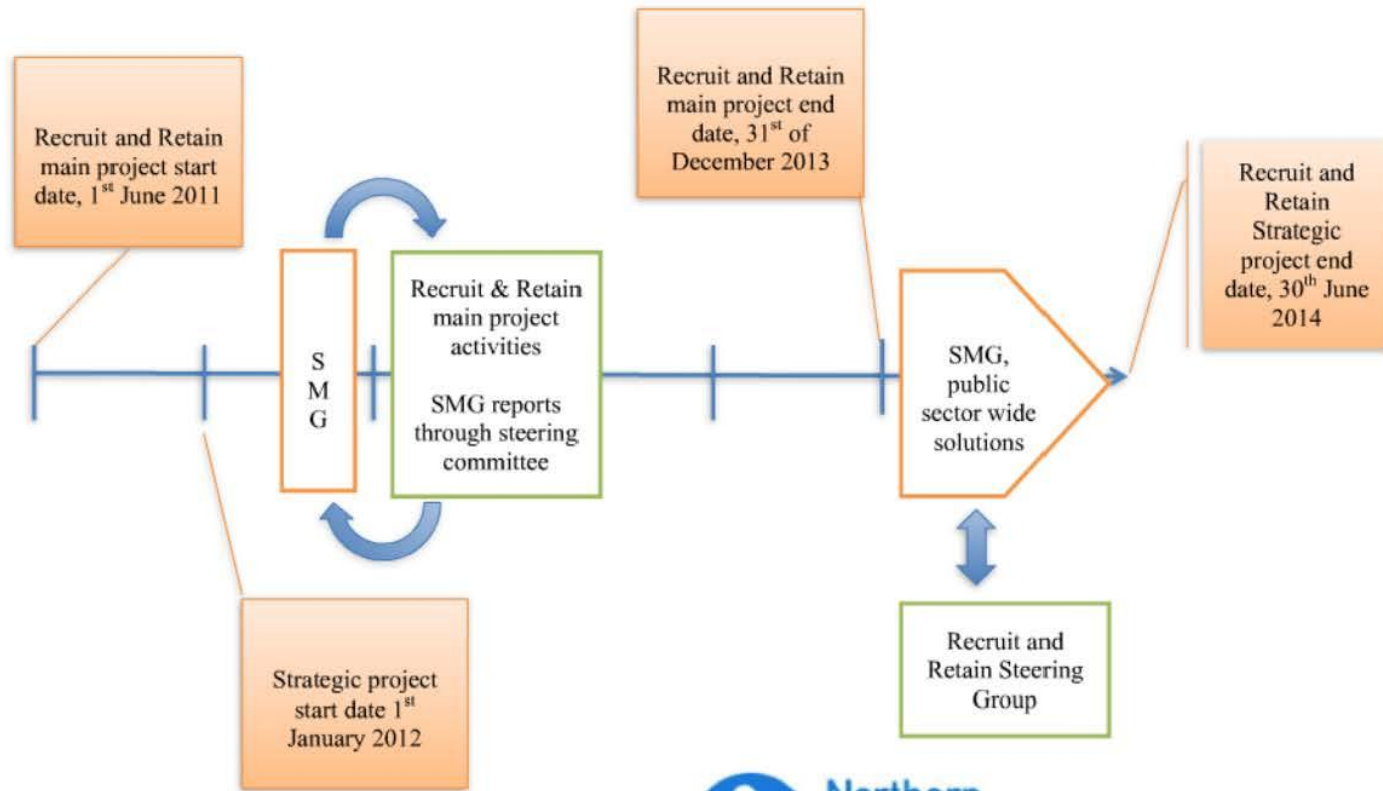 Recruit and Retain
main project start
date, 1st June 2011
Recruit and Retain
main project end
date, 31st of
December 2013
Recruit and
Retain
Strategic
project end
date, 30th June
2014
S
M
G
Recruit & Retain
main project
activities
SMG reports
through steering
committee
SMG,
public
sector wide
solutions
Strategic project
start date 1st
January 2012
Recruit and
Retain Steering
Group
Northern